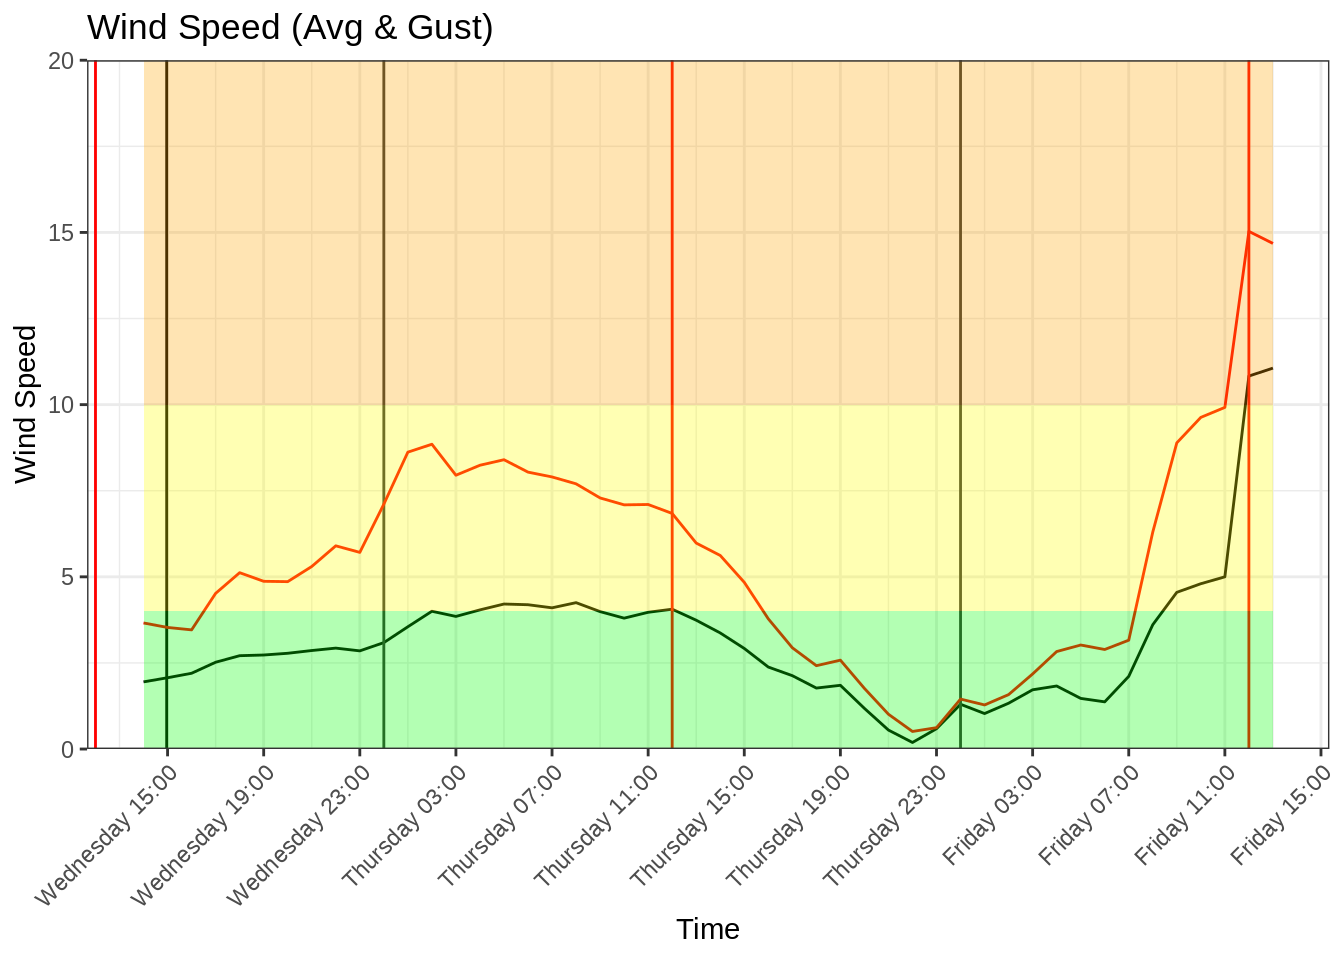 Wind Speed (Avg & Gust)
20
15
10
5
0
Wind Speed
Wednesday 15:00
Wednesday 19:00
Wednesday 23:00
Thursday 03:00
Thursday 07:00
Thursday 11:00
Thursday 15:00
Thursday 19:00
Thursday 23:00
Friday 03:00
Friday 07:00
Friday 11:00
Friday 15:00
Time